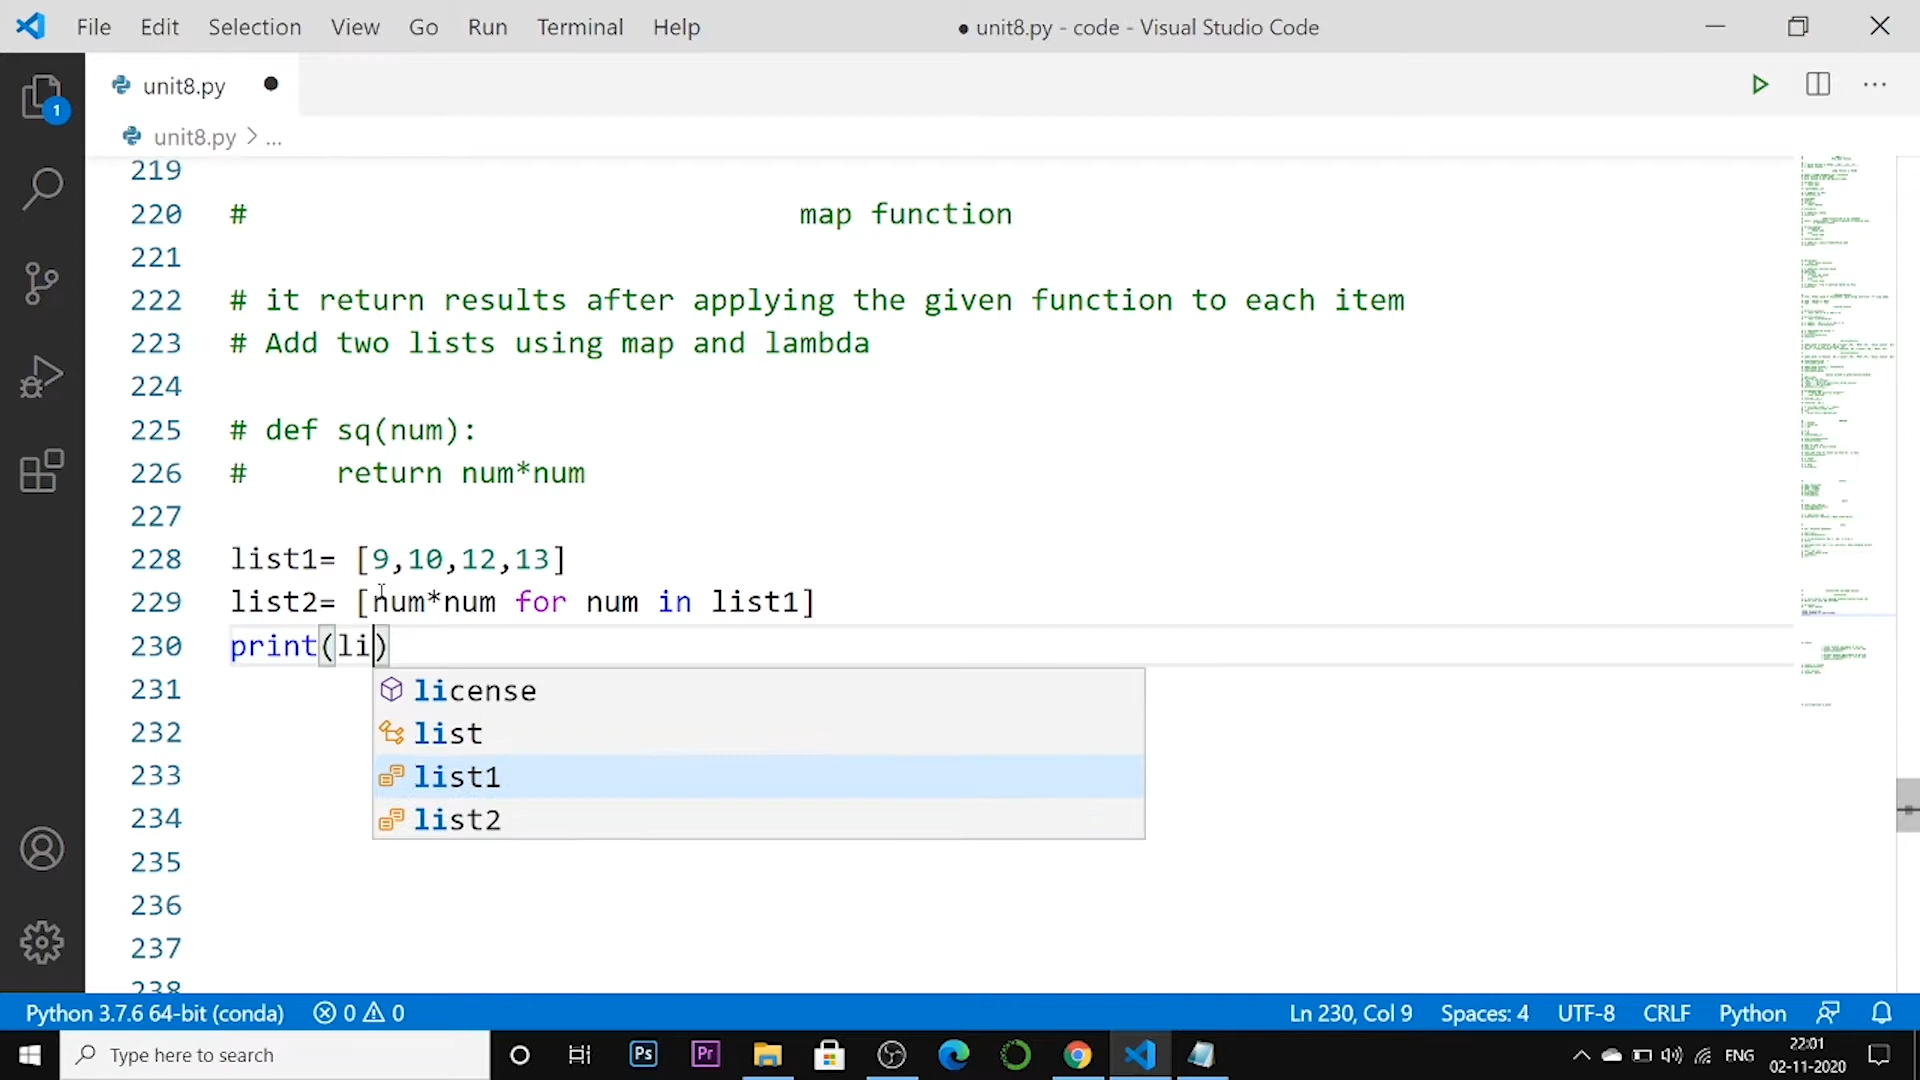 File Edit Selection View Go Run Terminal Help ● unit8.py - code - Visual Studio Code
unit8.py ●
1
unit8.py > ...
219
220 # map function
221
222 # it return results after applying the given function to each item
223 # Add two lists using map and lambda
224
225 # def sq(num):
226 #     return num*num
227
228 list1= [9,10,12,13]
229 list2= [num*num for num in list1]
230 print(li)
231 license
232 list
233 list1
234 list2
235
236
237
238
Python 3.7.6 64-bit (conda) 0 0 Ln 230, Col 9 Spaces: 4 UTF-8 CRLF Python
Type here to search Ps Pr ENG 22:01
02-11-2020